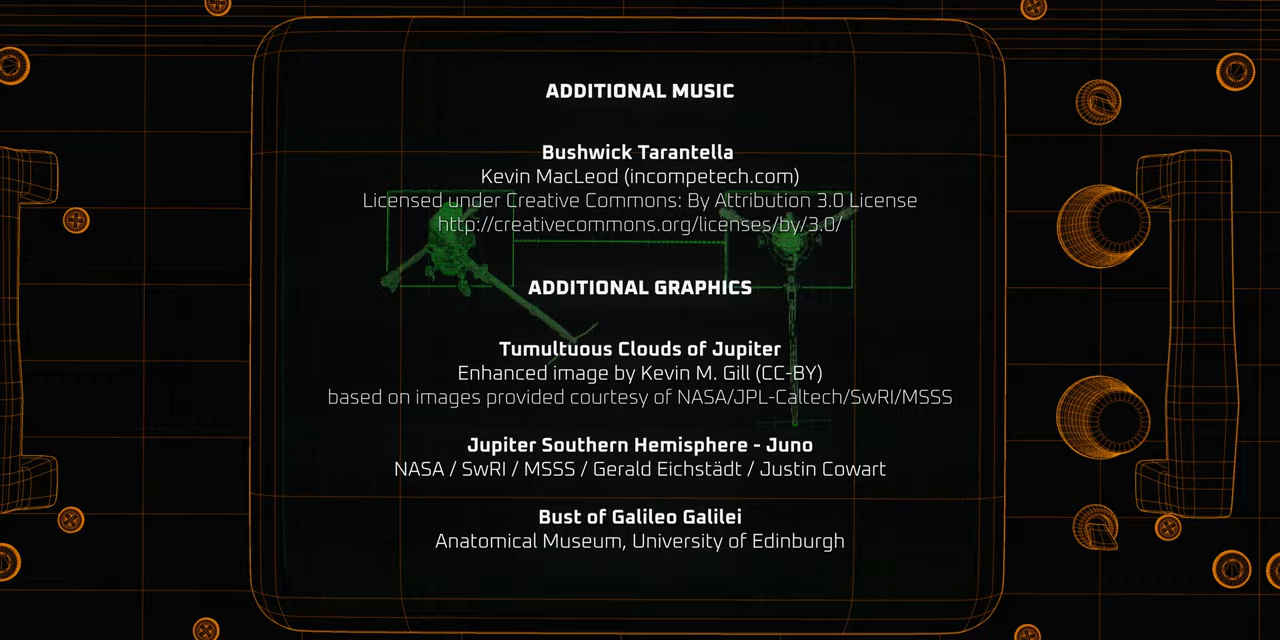 ADDITIONAL MUSIC
Bushwick Tarantella
Kevin MacLeod (incompetech.com)
Licensed under Creative Commons: By Attribution 3.0 License
http://creativecommons.org/licenses/by/3.0/
ADDITIONAL GRAPHICS
Tumultuous Clouds of Jupiter
Enhanced image by Kevin M. Gill (CC-BY)
based on images provided courtesy of NASA/JPL-Caltech/SwRI/MSSS
Jupiter Southern Hemisphere - Juno
NASA / SwRI / MSSS / Gerald Eichstädt / Justin Cowart
Bust of Galileo Galilei
Anatomical Museum, University of Edinburgh